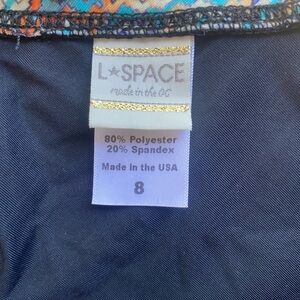 L★SPACE
made in the OC
80% Polyester
20% Spandex
Made in the USA
8